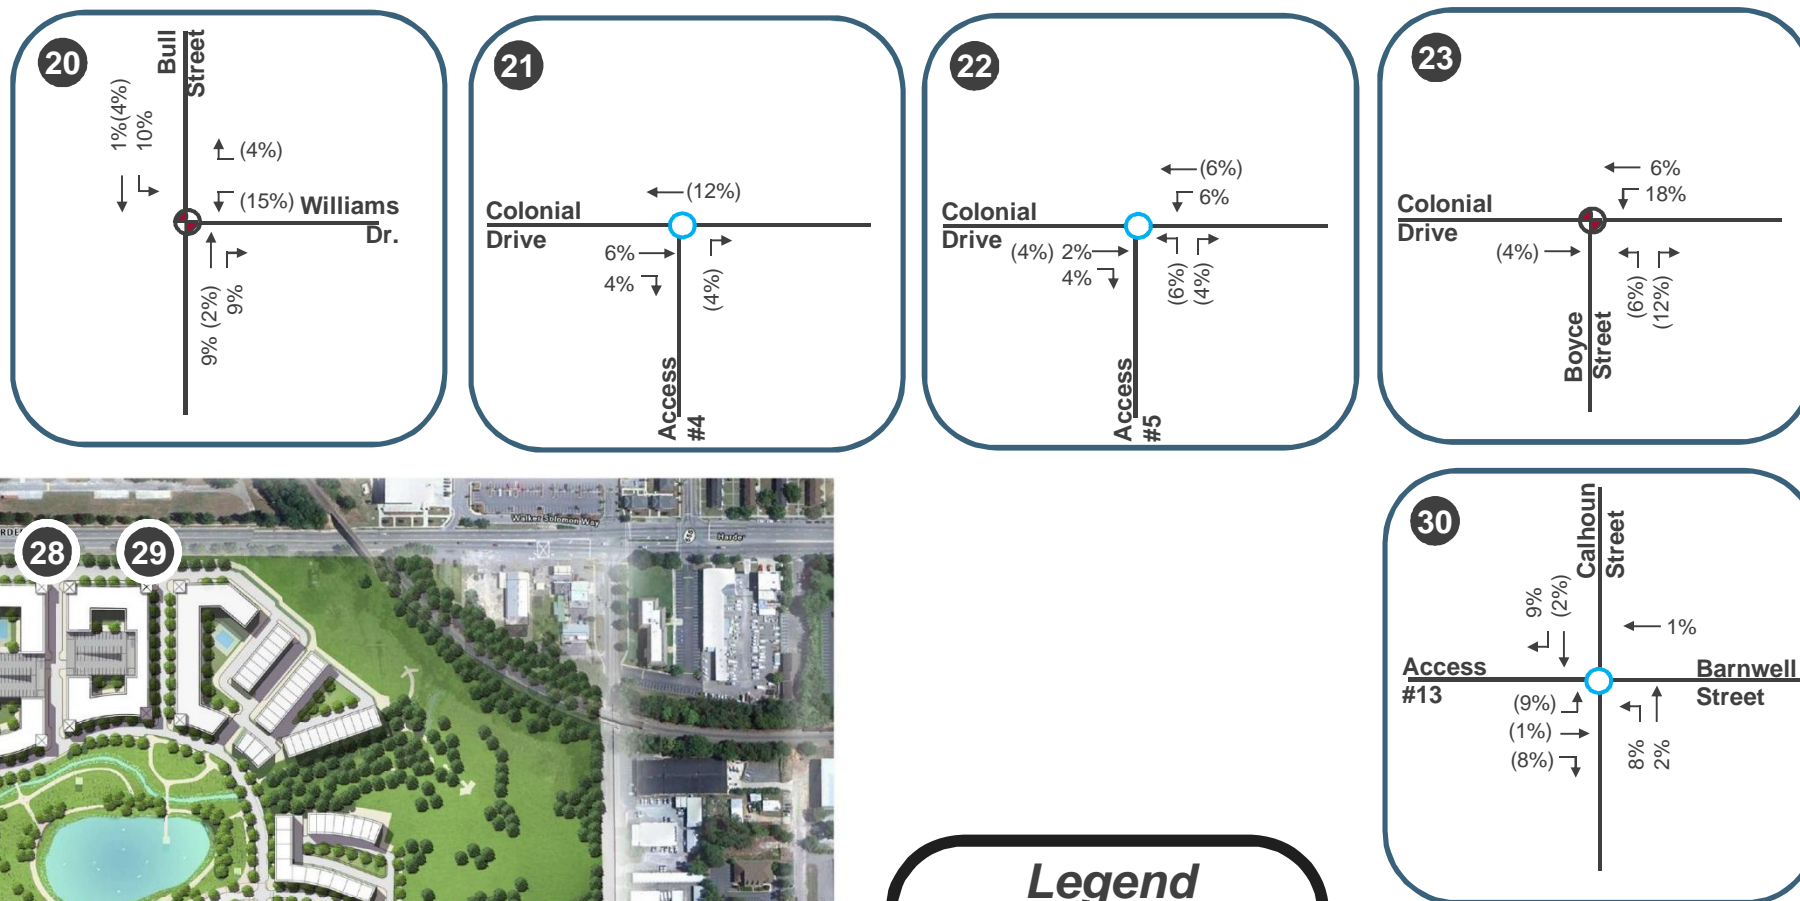 20
Bull
Street
1%(4%)
10%
(4%)
(15%)
Williams
Dr.
9% (2%)
9%
21
(12%)
Colonial
Drive
6%
4%
(4%)
Access
#4
22
(6%)
6%
Colonial
Drive
(4%) 2%
4%
(6%)
(4%)
Access
#5
23
6%
18%
Colonial
Drive
(4%)
(6%)
(12%)
Boyce
Street
28
29
Walker Solomon Way
30
Calhoun
Street
9%
(2%)
1%
Access
#13
Barnwell
Street
(9%)
(1%)
(8%)
8%
2%
Legend